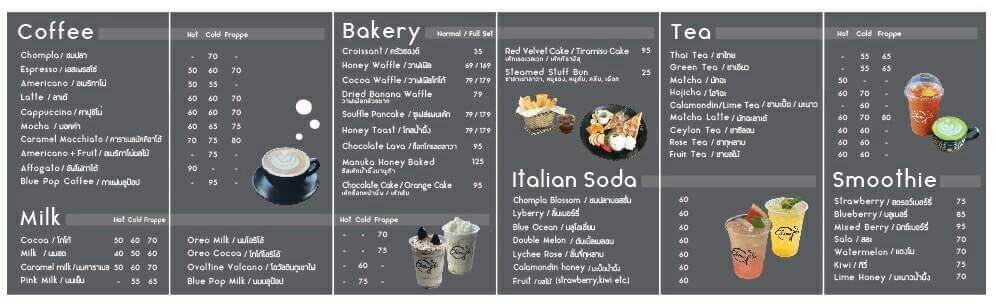 Coffee
Hot Cold Frappe
Chompla / ชมปลา - 70 -
Espresso / เอสเพรสโซ่ 50 60 70
Americano / อเมริกาโน่ 50 55 -
Latte / ลาเต้ 60 60 70
Cappuccino / คาปูชิโน่ 60 60 70
Mocha / มอคค่า 60 65 75
Caramel Macchiato / คาราเมลมัคคิอาโต้ 70 75 80
Americano + Fruit / อเมริกาโน่ผลไม้ - 75 -
Affogato / อัฟโฟกาโต้ 90 - -
Blue Pop Coffee / กาแฟบลูป๊อป - 95 -
Milk
Hot Cold Frappe
Cocoa / โกโก้ 50 60 70
Milk / นมสด 40 50 60
Caramel milk / นมคาราเมล 50 60 70
Pink Milk / นมเย็น - 55 65
Hot Cold Frappe
Oreo Milk / นมโอริโอ้ - - 70
Oreo Cocoa / โกโก้โอริโอ้ - - 75
Ovaltine Volcano / โอวัลตินภูเขาไฟ - 60 -
Blue Pop Milk / นมบลูป๊อป - - 75
Bakery
Normal / Full Set
Croissant / ครัวซองต์ 35
Honey Waffle / วาฟเฟิล 69 / 169
Cocoa Waffle / วาฟเฟิลโกโก้ 79 / 179
Dried Banana Waffle 79
วาฟเฟิลกล้วยตาก
Souffle Pancake / ซูเฟล่แพนเค้ก 79 / 179
Honey Toast / โทสน้ำผึ้ง 79 / 179
Chocolate Lava / ช็อกโกแลตลาวา 95
Manuka Honey Baked 125
ชีสเค้กน้ำผึ้งมานูก้า
Chocolate Cake / Orange Cake 95
เค้กช็อกหน้านิ่ม / เค้กส้ม
Red Velvet Cake / Tiramisu Cake 95
เค้กเรดเวลเวท / เค้กทีรามิสุ
Steamed Stuff Bun 25
Italian Soda
Chompla Blossom / ชมปลาบลอสซั่ม 60
Lyberry / ลิ้นเบอร์รี่ 60
Blue Ocean / บลูโอเชี่ยน 60
Double Melon / ดับเบิ้ลเมลอน 60
Lychee Rose / ลิ้นจี่กุหลาบ 60
Calamondin honey / มะปี๊ดน้ำผึ้ง 60
Fruit / ผลไม้ (strawberry,kiwi etc.) 60
Tea
Hot Cold Frappe
Thai Tea / ชาไทย - 55 65
Green Tea / ชาเขียว - 55 65
Matcha / มัทฉะ 50 - -
Hojicha / โฮจิฉะ 60 60 -
Calamondin/Lime Tea / ชามะปี๊ด / มะนาว - 60 -
Matcha Latte / มัทฉะลาเต้ 60 70 80
Ceylon Tea / ชาซีลอน 60 60 -
Rose Tea / ชากุหลาบ 60 60 -
Fruit Tea / ชาผลไม้ 60 60 -
Smoothie
Strawberry / สตรอว์เบอร์รี่ 75
Blueberry / บลูเบอร์รี่ 85
Mixed Berry / มิกซ์เบอร์รี่ 95
Sala / สละ 70
Watermelon / แตงโม 70
Kiwi / กีวี่ 75
Lime Honey / มะนาวน้ำผึ้ง 70